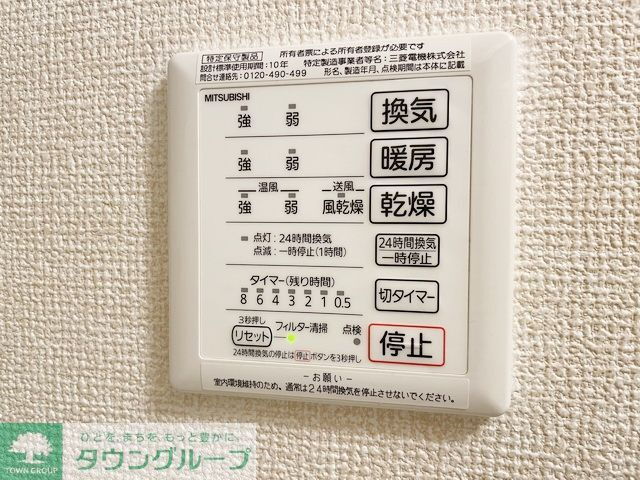 特定保守製品 所有者票による所有者登録が必要です
設計標準使用期間:10年 特定製造事業者等名:三菱電機株式会社
問合せ連絡先:0120-490-499 形名、製造年月、点検期間は本体に記載
MITSUBISHI
強 弱 換気
強 弱 暖房
温風 送風
強 弱 風乾燥 乾燥
点灯:24時間換気
点滅:一時停止(1時間)
24時間換気
一時停止
タイマー(残り時間)
8 6 4 3 2 1 0.5
切タイマー
3秒押し
リセット フィルター清掃 点検
停止
24時間換気の停止は停止ボタンを3秒押し
-お願い-
室内環境維持のため、通常は24時間換気を停止させないでください。
ひとを、まちを、もっと豊かに。
タウングループ
TOWN GROUP